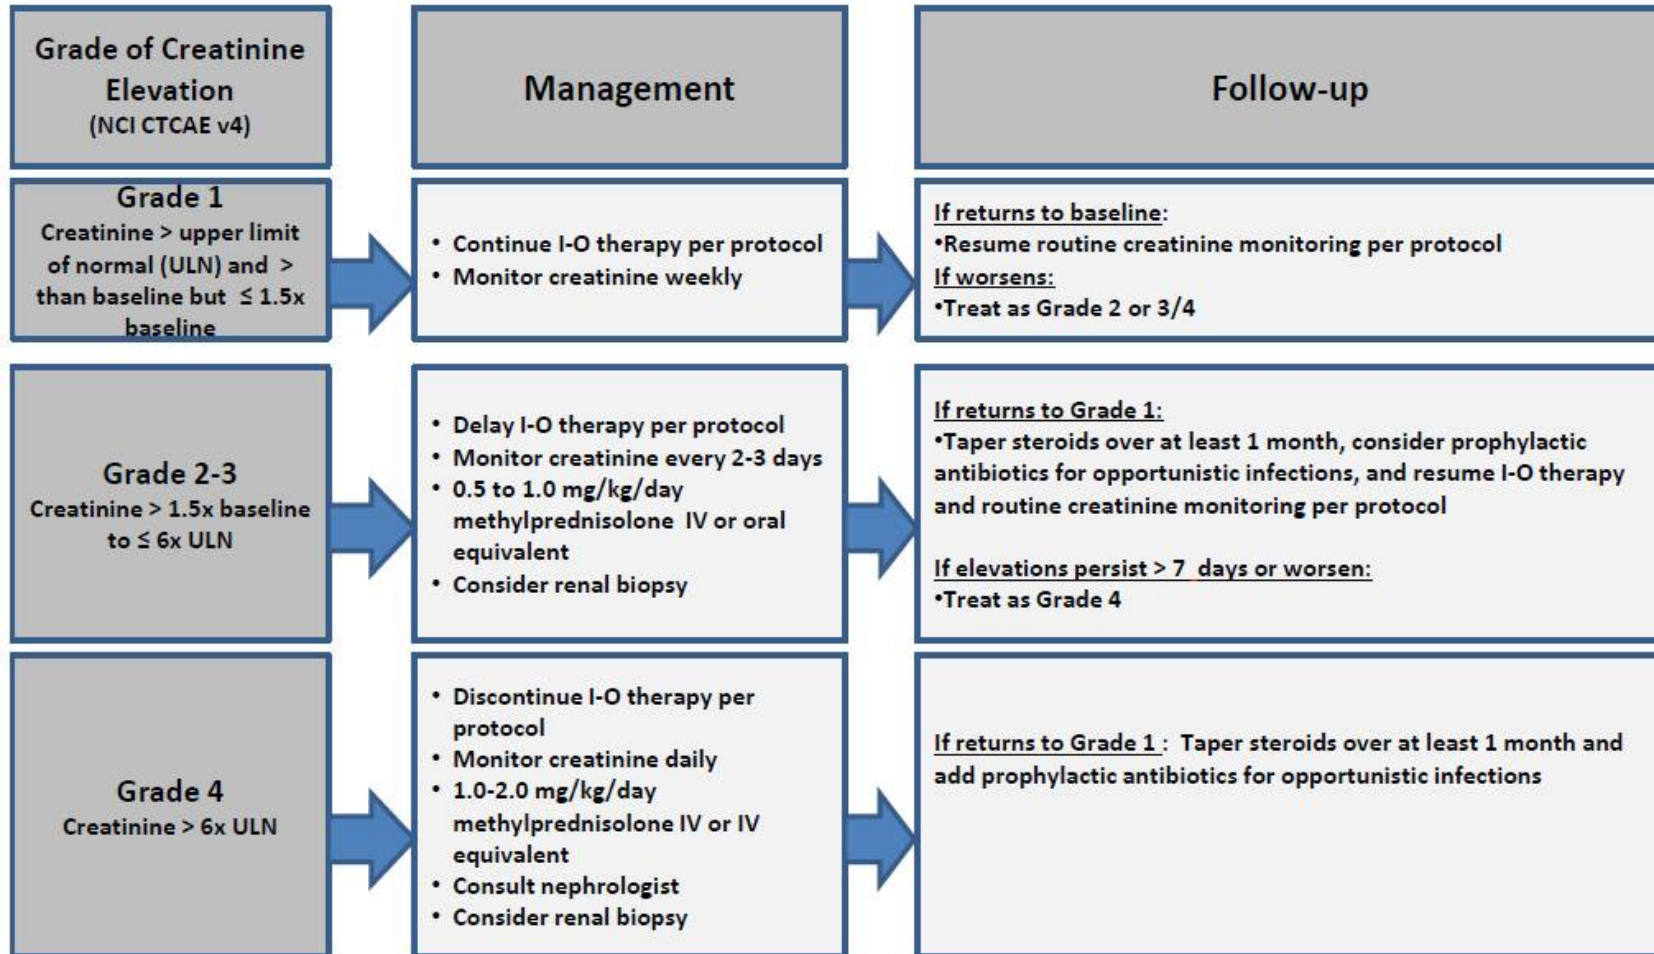 Grade of Creatinine
Elevation
(NCI CTCAE v4)
Management
Follow-up
Grade 1
Creatinine > upper limit
of normal (ULN) and >
than baseline but ≤ 1.5x
baseline
• Continue I-O therapy per protocol
• Monitor creatinine weekly
If returns to baseline:
•Resume routine creatinine monitoring per protocol
If worsens:
•Treat as Grade 2 or 3/4
Grade 2-3
Creatinine > 1.5x baseline
to ≤ 6x ULN
• Delay I-O therapy per protocol
• Monitor creatinine every 2-3 days
• 0.5 to 1.0 mg/kg/day
methylprednisolone IV or oral
equivalent
• Consider renal biopsy
If returns to Grade 1:
•Taper steroids over at least 1 month, consider prophylactic
antibiotics for opportunistic infections, and resume I-O therapy
and routine creatinine monitoring per protocol
If elevations persist > 7 days or worsen:
•Treat as Grade 4
Grade 4
Creatinine > 6x ULN
• Discontinue I-O therapy per
protocol
• Monitor creatinine daily
• 1.0-2.0 mg/kg/day
methylprednisolone IV or IV
equivalent
• Consult nephrologist
• Consider renal biopsy
If returns to Grade 1 : Taper steroids over at least 1 month and
add prophylactic antibiotics for opportunistic infections